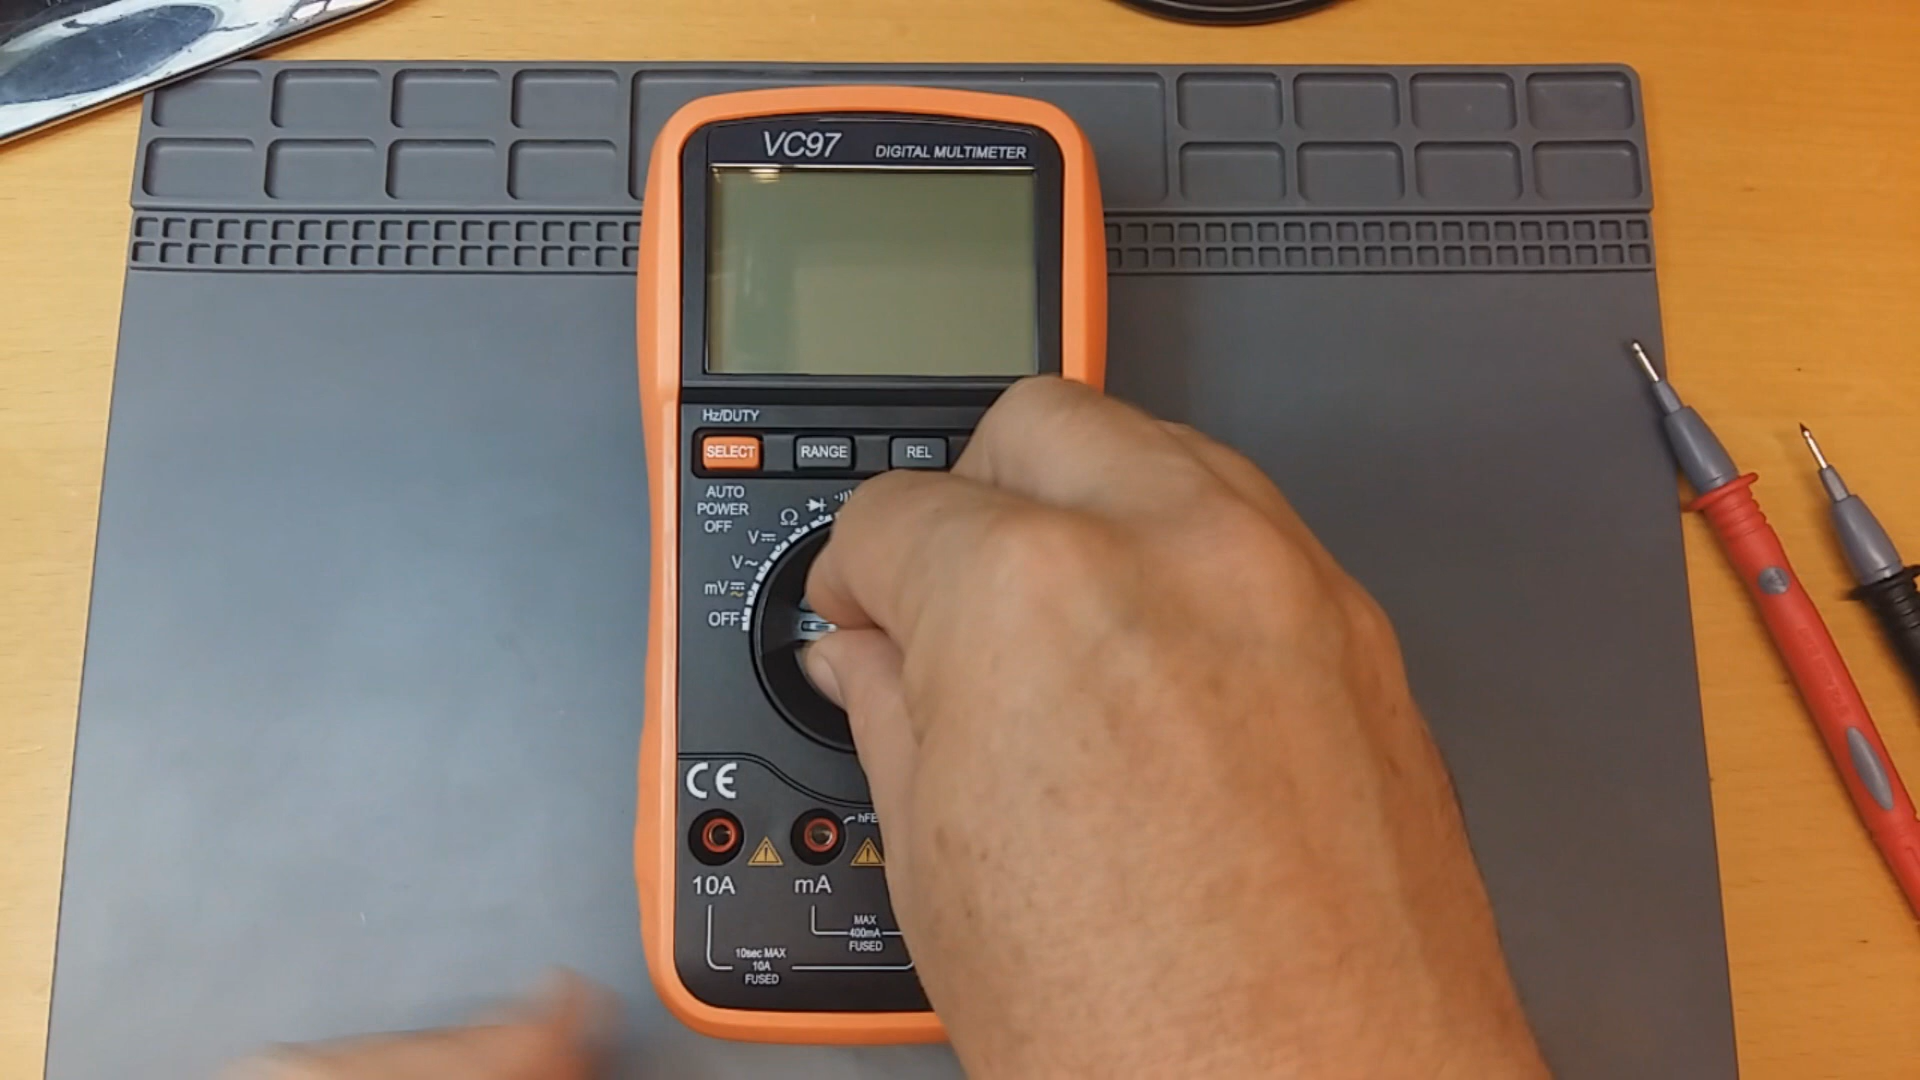 VC97 DIGITAL MULTIMETER
Hz/DUTY
SELECT RANGE REL
AUTO
POWER
OFF
Ω
V⎓
V~
mV⎓~
OFF
CE
hFE
10A mA
MAX
400mA
FUSED
10sec MAX
10A
FUSED